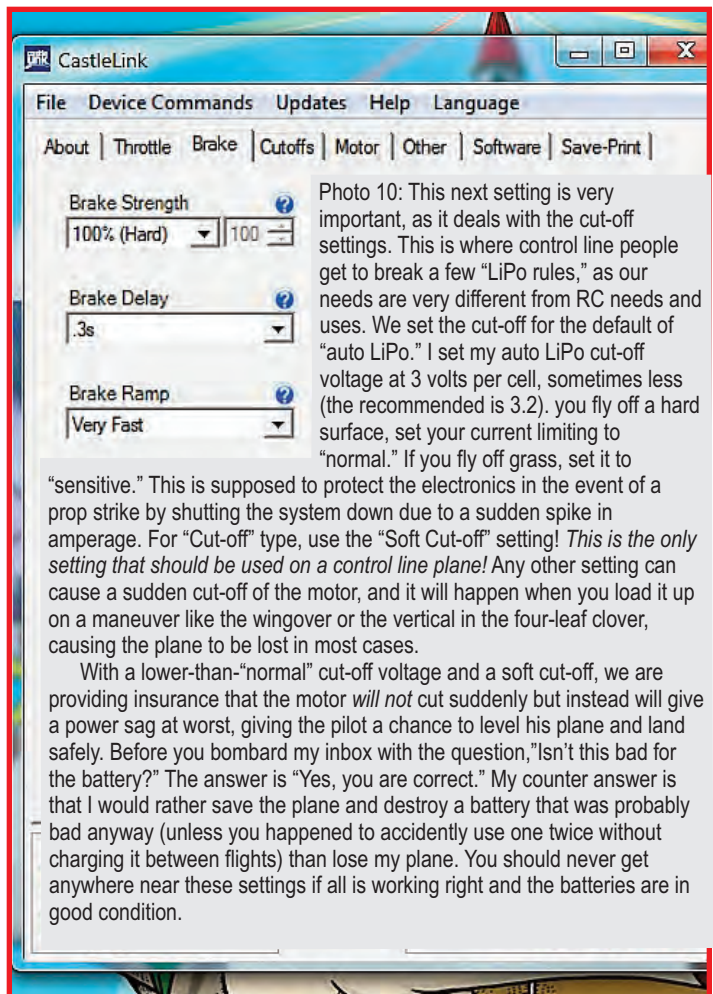 CastleLink
File Device Commands Updates Help Language
About Throttle Brake Cutoffs Motor Other Software Save-Print
Brake Strength
100% (Hard) 100
Brake Delay
.3s
Brake Ramp
Very Fast
Photo 10: This next setting is very
important, as it deals with the cut-off
settings. This is where control line people
get to break a few “LiPo rules,” as our
needs are very different from RC needs and
uses. We set the cut-off for the default of
“auto LiPo.” I set my auto LiPo cut-off
voltage at 3 volts per cell, sometimes less
(the recommended is 3.2). you fly off a hard
surface, set your current limiting to
“normal.” If you fly off grass, set it to
“sensitive.” This is supposed to protect the electronics in the event of a
prop strike by shutting the system down due to a sudden spike in
amperage. For “Cut-off” type, use the “Soft Cut-off” setting! This is the only
setting that should be used on a control line plane! Any other setting can
cause a sudden cut-off of the motor, and it will happen when you load it up
on a maneuver like the wingover or the vertical in the four-leaf clover,
causing the plane to be lost in most cases.
With a lower-than-“normal” cut-off voltage and a soft cut-off, we are
providing insurance that the motor will not cut suddenly but instead will give
a power sag at worst, giving the pilot a chance to level his plane and land
safely. Before you bombard my inbox with the question,”Isn’t this bad for
the battery?” The answer is “Yes, you are correct.” My counter answer is
that I would rather save the plane and destroy a battery that was probably
bad anyway (unless you happened to accidently use one twice without
charging it between flights) than lose my plane. You should never get
anywhere near these settings if all is working right and the batteries are in
good condition.